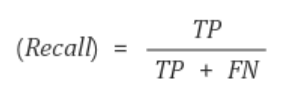 (Recall) = TP / TP + FN